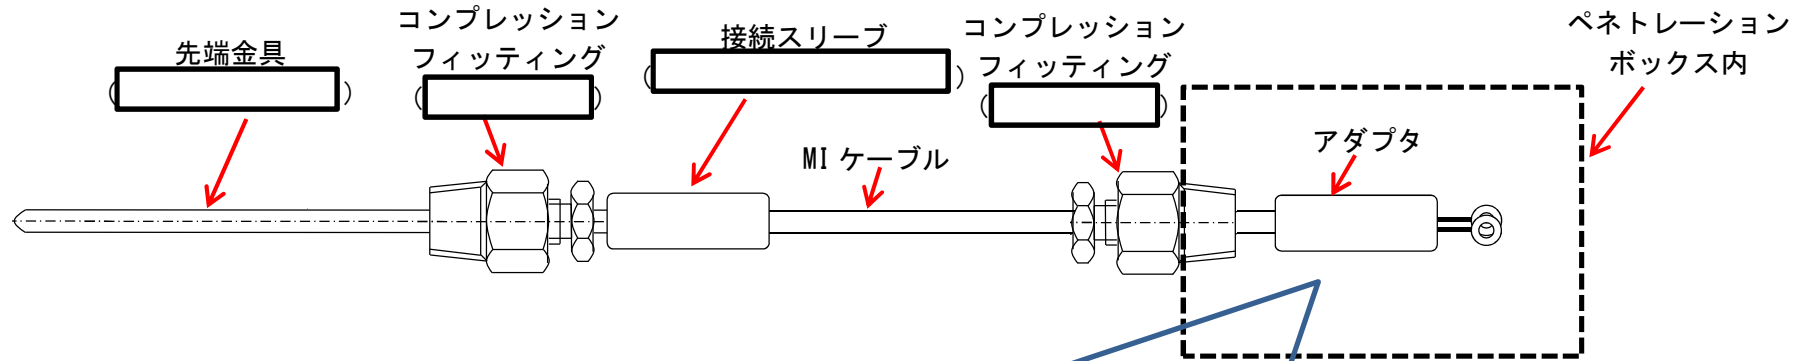 先端金具
コンプレッション
フィッティング
接続スリーブ
コンプレッション
フィッティング
ペネトレーション
ボックス内
MI ケーブル
アダプタ